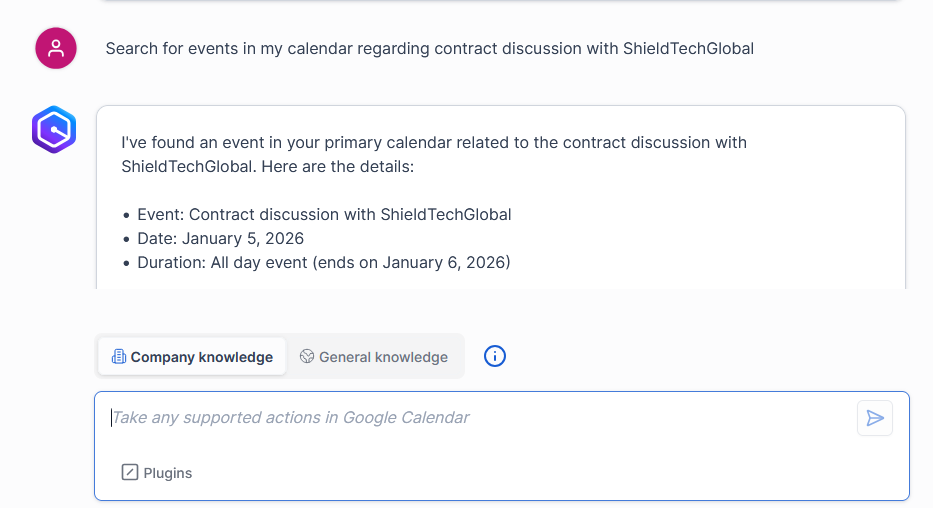 Search for events in my calendar regarding contract discussion with ShieldTechGlobal
I've found an event in your primary calendar related to the contract discussion with
ShieldTechGlobal. Here are the details:
• Event: Contract discussion with ShieldTechGlobal
• Date: January 5, 2026
• Duration: All day event (ends on January 6, 2026)
Company knowledge General knowledge
Take any supported actions in Google Calendar
Plugins